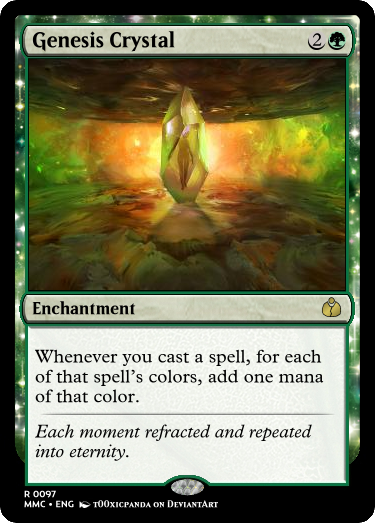 Genesis Crystal 2
Enchantment
Whenever you cast a spell, for each
of that spell's colors, add one mana
of that color.
Each moment refracted and repeated
into eternity.
R 0097
MMC • ENG T00XICPANDA ON DEVIANTART